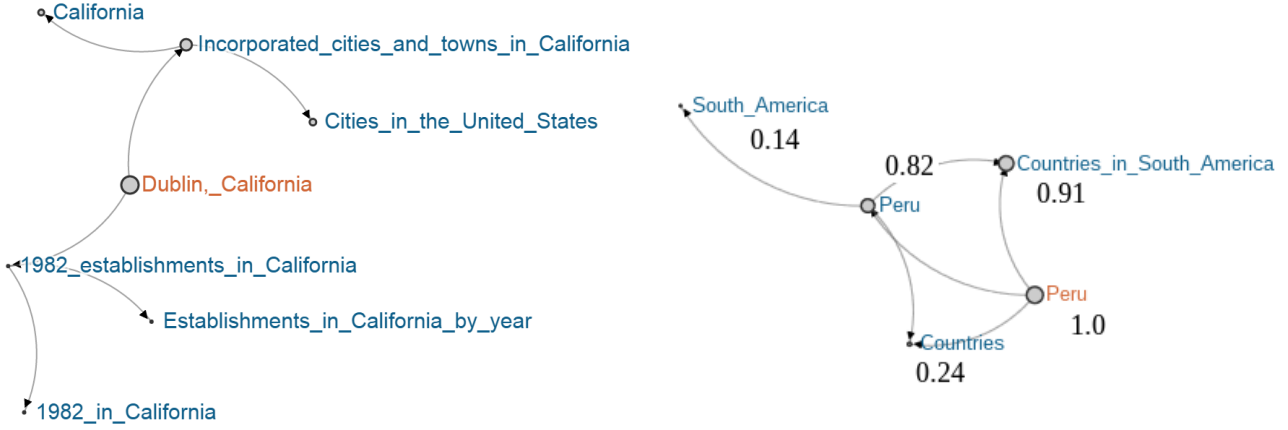 California
Incorporated_cities_and_towns_in_California
Cities_in_the_United_States
Dublin,_California
1982_establishments_in_California
Establishments_in_California_by_year
1982_in_California
South_America
0.14
0.82
Countries_in_South_America
0.91
Peru
Peru
1.0
Countries
0.24